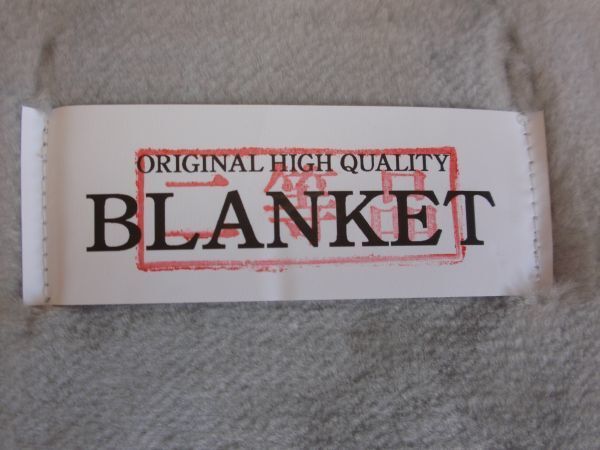 ORIGINAL HIGH QUALITY
二等品
BLANKET